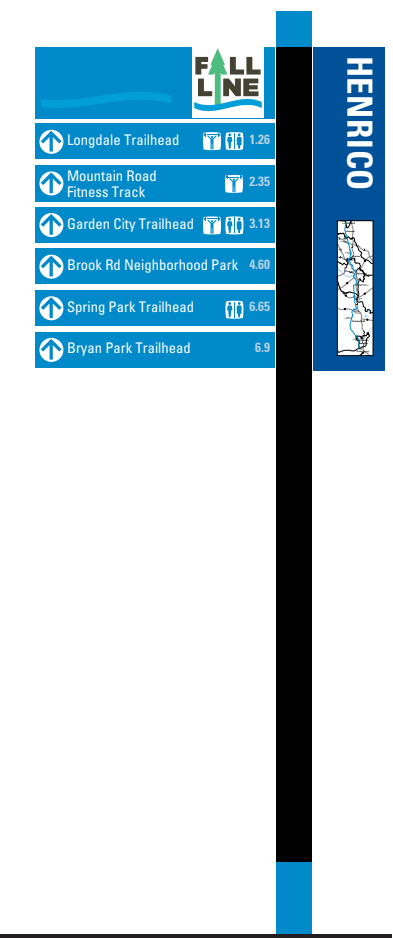 FALL
LINE
Longdale Trailhead 1.26
Mountain Road
Fitness Track 2.35
Garden City Trailhead 3.13
Brook Rd Neighborhood Park 4.60
Spring Park Trailhead 6.65
Bryan Park Trailhead 6.9
HENRICO